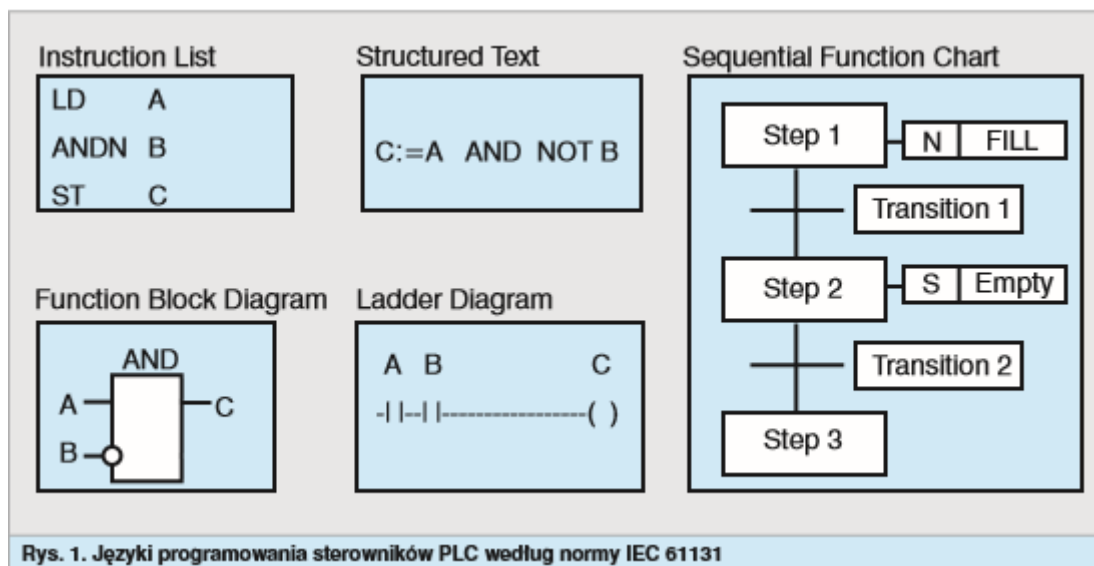 Instruction List
LD A
ANDN B
ST C
Structured Text
C:=A AND NOT B
Sequential Function Chart
Step 1
N FILL
Transition 1
Step 2
S Empty
Transition 2
Step 3
Function Block Diagram
AND
A
C
B
Ladder Diagram
A B C
-| |--| |-----------------( )
Rys. 1. Języki programowania sterowników PLC według normy IEC 61131